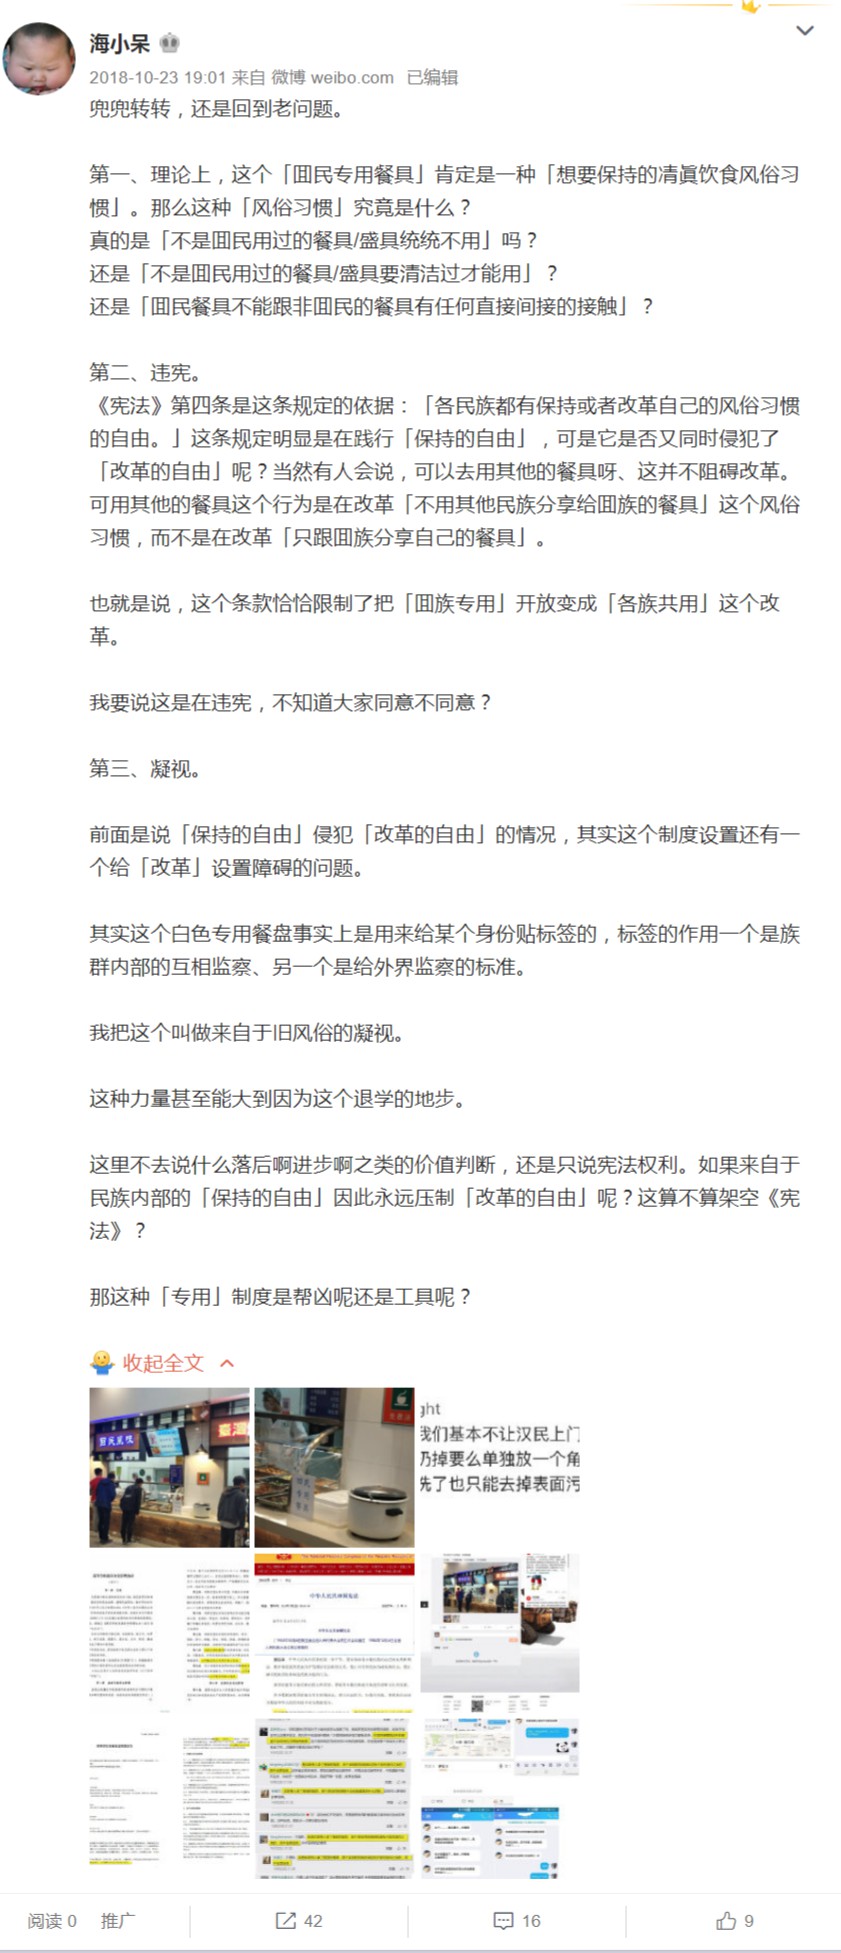 海小呆
2018-10-23 19:01 来自 微博 weibo.com 已编辑
兜兜转转，还是回到老问题。
第一、理论上，这个「囬民专用餐具」肯定是一种「想要保持的凊眞饮食风俗习
惯」。那么这种「风俗习惯」究竟是什么？
真的是「不是囬民用过的餐具/盛具统统不用」吗？
还是「不是囬民用过的餐具/盛具要清洁过才能用」？
还是「囬民餐具不能跟非囬民的餐具有任何直接间接的接触」？
第二、违宪。
《宪法》第四条是这条规定的依据：「各民族都有保持或者改革自己的风俗习惯
的自由。」这条规定明显是在践行「保持的自由」，可是它是否又同时侵犯了
「改革的自由」呢？当然有人会说，可以去用其他的餐具呀、这并不阻碍改革。
可用其他的餐具这个行为是在改革「不用其他民族分享给囬族的餐具」这个风俗
习惯，而不是在改革「只跟囬族分享自己的餐具」。
也就是说，这个条款恰恰限制了把「囬族专用」开放变成「各族共用」这个改
革。
我要说这是在违宪，不知道大家同意不同意？
第三、凝视。
前面是说「保持的自由」侵犯「改革的自由」的情况，其实这个制度设置还有一
个给「改革」设置障碍的问题。
其实这个白色专用餐盘事实上是用来给某个身份贴标签的，标签的作用一个是族
群内部的互相监察、另一个是给外界监察的标准。
我把这个叫做来自于旧风俗的凝视。
这种力量甚至能大到因为这个退学的地步。
这里不去说什么落后啊进步啊之类的价值判断，还是只说宪法权利。如果来自于
民族内部的「保持的自由」因此永远压制「改革的自由」呢？这算不算架空《宪
法》？
那这种「专用」制度是帮凶呢还是工具呢？
收起全文
ght
我们基本不让汉民上门
扔掉要么单独放一个角
洗了也只能去掉表面污
阅读 0 推广
42
16
9